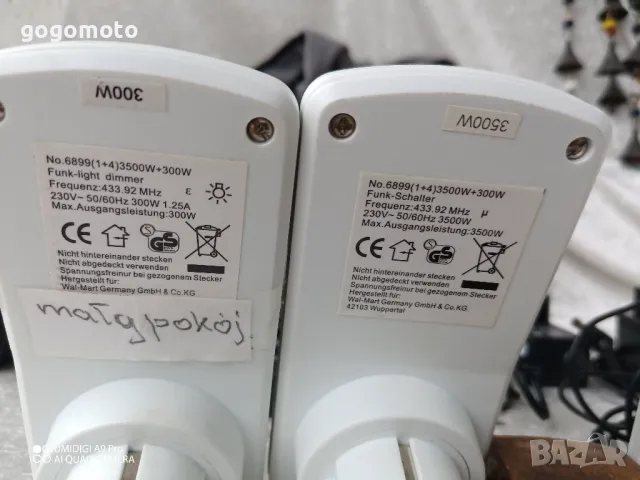 gogomoto
300W
No.6899(1+4)3500W+300W
Funk-light dimmer
Frequenz:433.92 MHz ε
230V~ 50/60Hz 300W 1.25A
Max.Ausgangsleistung:300W
CE GS
Nicht hintereinander stecken
Nicht abgedeckt verwenden
Spannungsfreinur bei gezogenem Stecker
Hergestellt für:
Wal-Mart Germany GmbH & Co.KG
mały pokój.
3500W
No.6899(1+4)3500W+300W
Funk-Schalter
Frequenz:433.92 MHz μ
230V~ 50/60Hz 3500W
Max.Ausgangsleistung:3500W
CE GS
Nicht hintereinander stecken
Nicht abgedeckt verwenden
Spannungsfreinur bei gezogenem Stecker
Hergestellt für:
Wal-Mart Germany GmbH & Co.KG
42103 Wuppertal
UMIDIGI A9 Pro
AI QUAD CAMERA
BAZAR